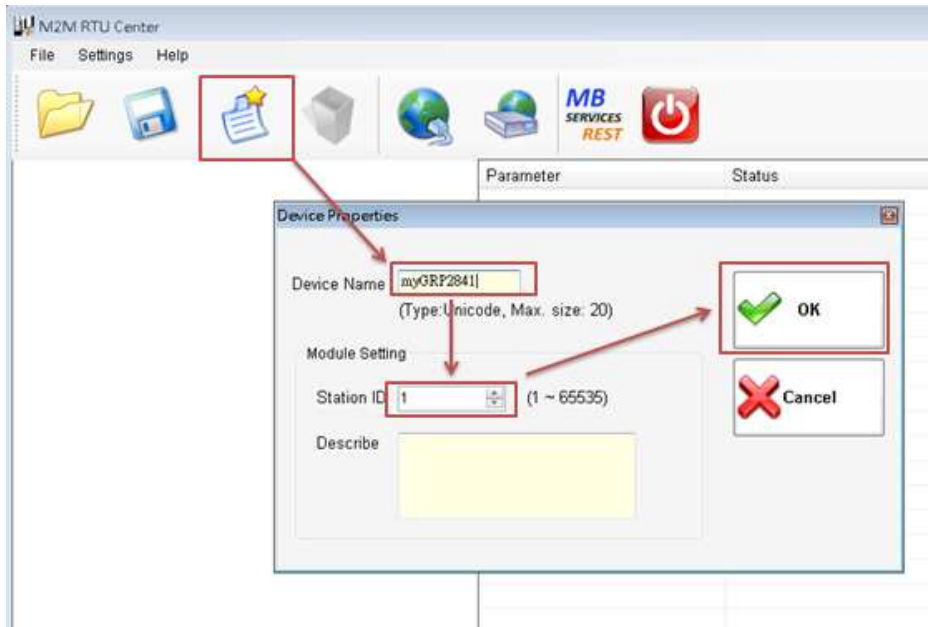 M2M RTU Center
File Settings Help
MB
SERVICES
REST
Parameter Status
Device Properties
Device Name myGRP2841
(Type:Unicode, Max. size: 20)
OK
Module Setting
Station ID 1 (1 ~ 65535)
Cancel
Describe